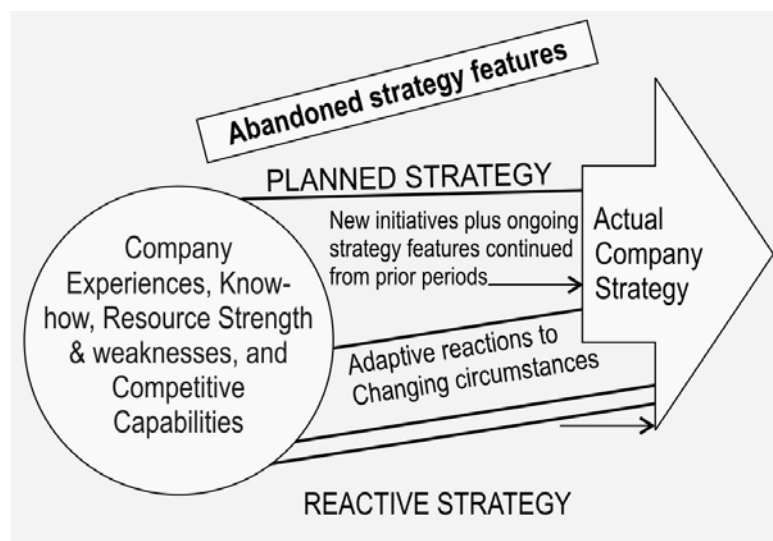 Abandoned strategy features
PLANNED STRATEGY
New initiatives plus ongoing
strategy features continued
from prior periods
Company
Experiences, Know-
how, Resource Strength
& weaknesses, and
Competitive
Capabilities
Actual
Company
Strategy
Adaptive reactions to
Changing circumstances
REACTIVE STRATEGY